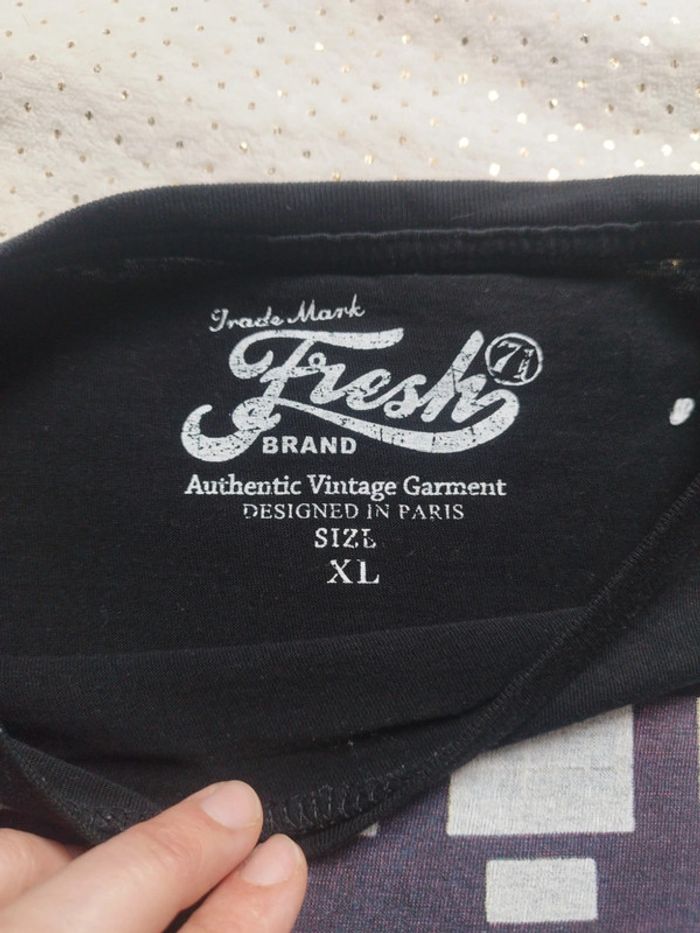 Trade Mark
Fresh 71
BRAND
Authentic Vintage Garment
DESIGNED IN PARIS
SIZE
XL